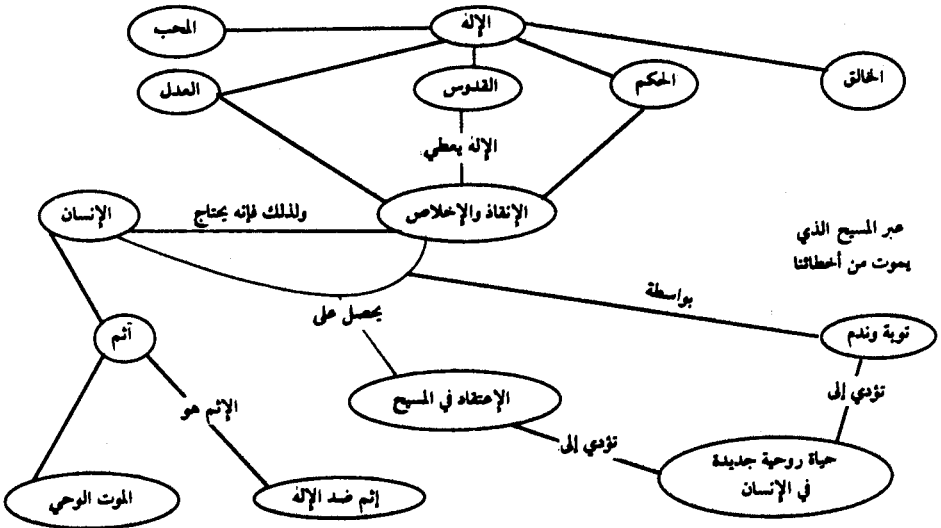 الإله
المحب
الخالق
الحكم
القدوس
العدل
الإله يعطي
الإنقاذ والإخلاص
ولذلك فإنه يحتاج
الإنسان
عبر المسيح الذي
يموت من أخطائنا
بواسطة
يحصل على
توبة وندم
آثم
الإعتقاد في المسيح
تؤدي إلى
الإثم هو
تؤدي إلى
حياة روحية جديدة
في الإنسان
إثم ضد الإله
الموت الوحي